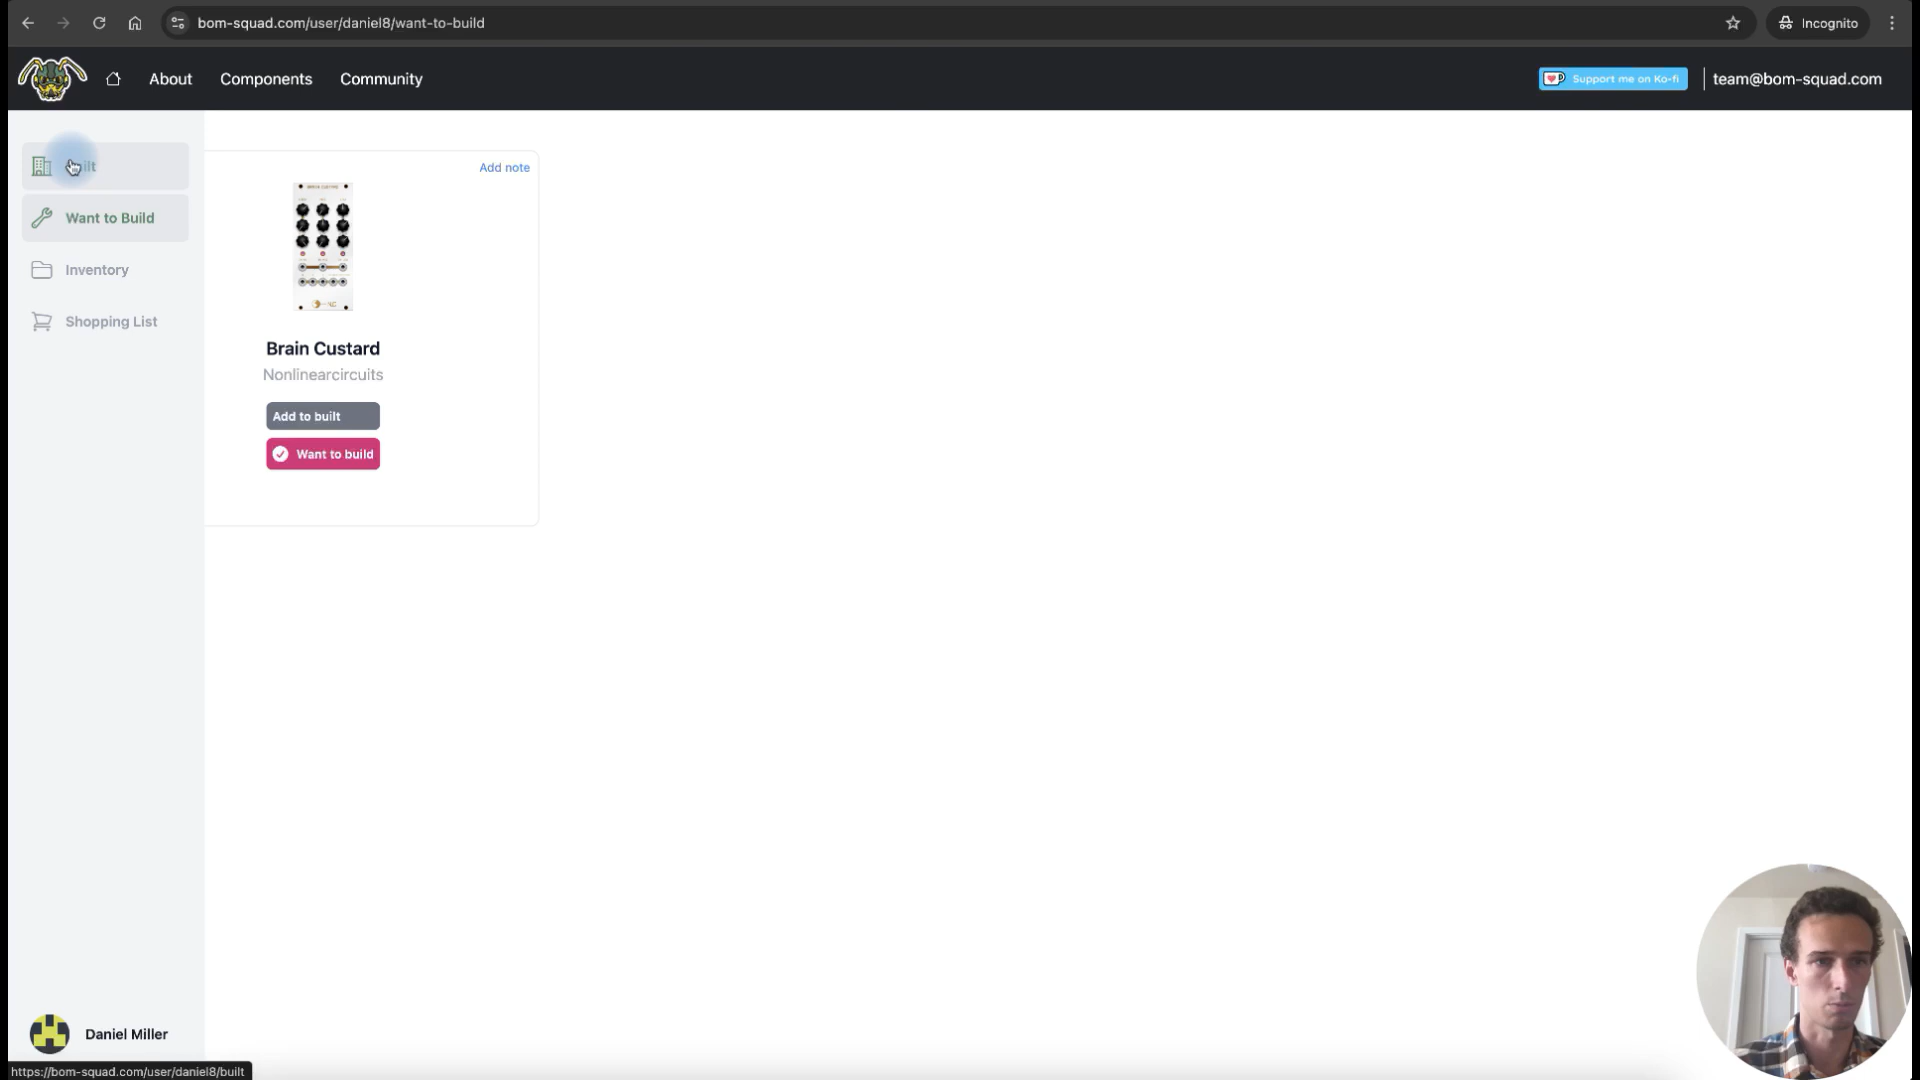 bom-squad.com/user/daniel8/want-to-build
Incognito
About
Components
Community
Support me on Ko-fi
team@bom-squad.com
Want to Build
Inventory
Shopping List
Add note
BRAIN CUSTARD
Brain Custard
Nonlinearcircuits
Add to built
Want to build
Daniel Miller
https://bom-squad.com/user/daniel8/built